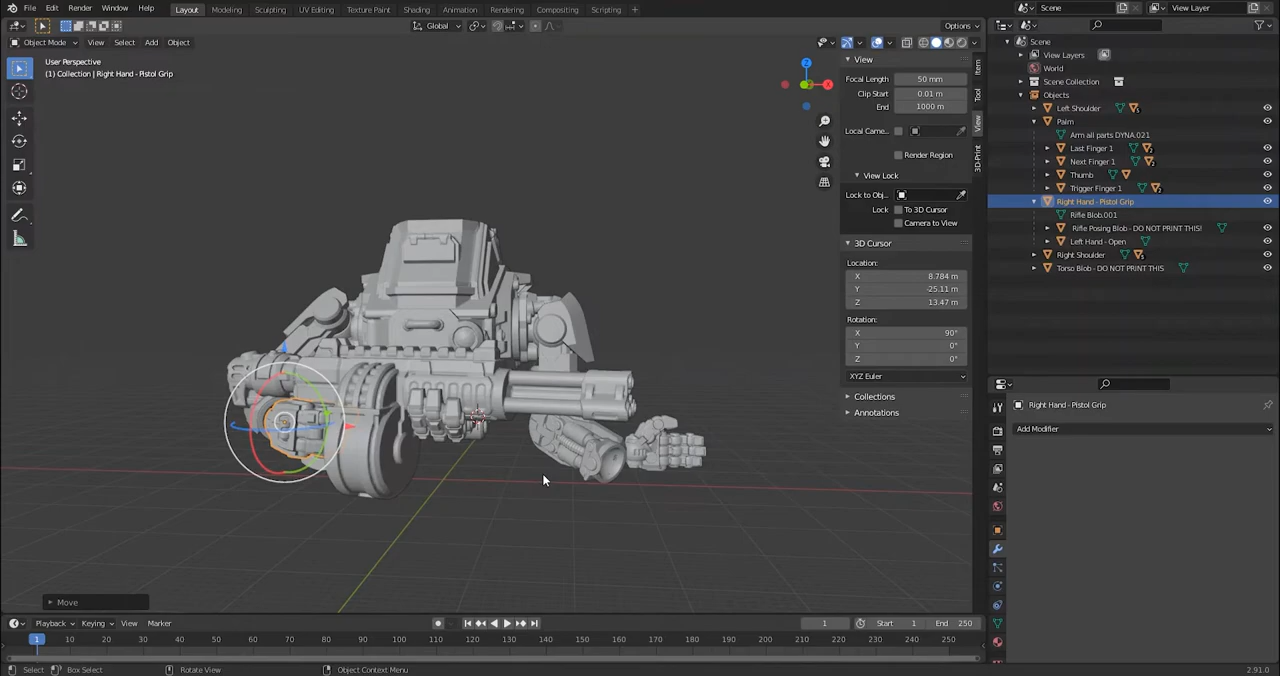 File Edit Render Window Help Layout Modeling Sculpting UV Editing Texture Paint Shading Animation Rendering Compositing Scripting + Scene View Layer
Global Options
Object Mode View Select Add Object
User Perspective
(1) Collection | Right Hand - Pistol Grip
Z
X
Move
View
Focal Length 50 mm
Clip Start 0.01 m
End 1000 m
Local Came...
Render Region
View Lock
Lock to Obj...
Lock To 3D Cursor
Camera to View
3D Cursor
Location:
X 8.784 m
Y -25.11 m
Z 13.47 m
Rotation:
X 90°
Y 0°
Z 0°
XYZ Euler
Collections
Annotations
Item
Tool
View
3D-Print
Scene
View Layers
World
Scene Collection
Objects
Left Shoulder
Palm
Arm all parts DYNA.021
Last Finger 1
Next Finger 1
Thumb
Trigger Finger 1
Right Hand - Pistol Grip
Rifle Blob.001
Rifle Posing Blob - DO NOT PRINT THIS!
Left Hand - Open
Right Shoulder
Torso Blob - DO NOT PRINT THIS
Right Hand - Pistol Grip
Add Modifier
Playback Keying View Marker 1 Start 1 End 250
1 10 20 30 40 50 60 70 80 90 100 110 120 130 140 150 160 170 180 190 200 210 220 230 240 250
Select Box Select Rotate View Object Context Menu 2.91.0